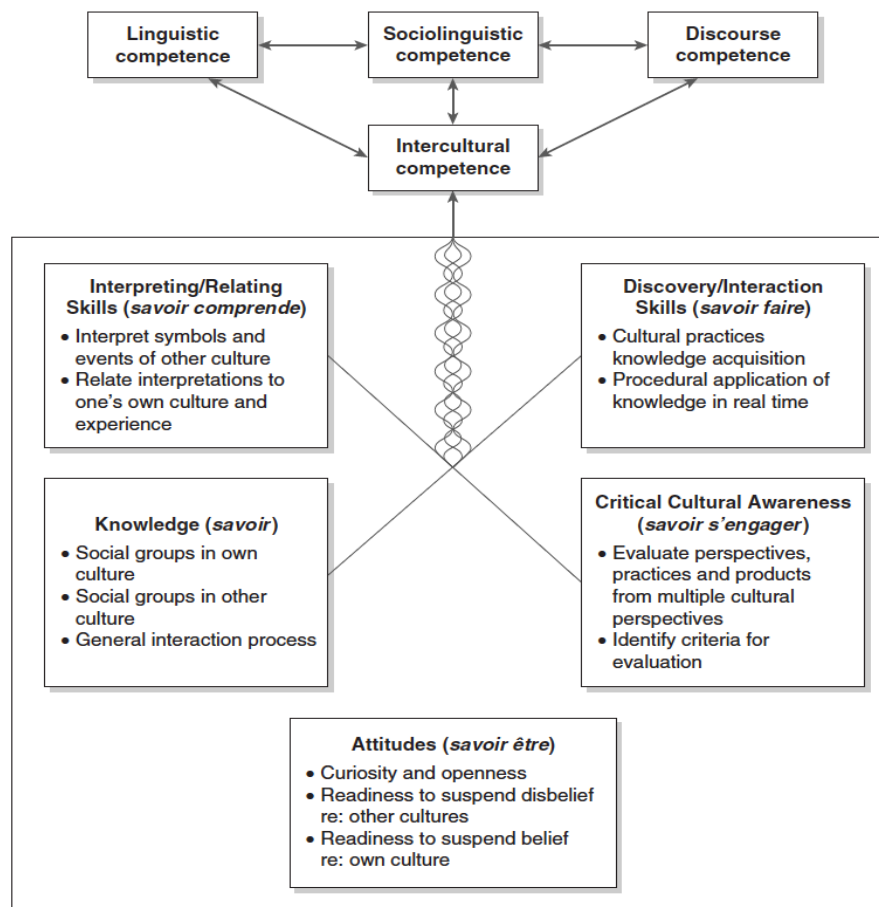 Linguistic
competence
Sociolinguistic
competence
Discourse
competence
Intercultural
competence
Interpreting/Relating
Skills (savoir comprende)
• Interpret symbols and
events of other culture
• Relate interpretations to
one's own culture and
experience
Discovery/Interaction
Skills (savoir faire)
• Cultural practices
knowledge acquisition
• Procedural application of
knowledge in real time
Knowledge (savoir)
• Social groups in own
culture
• Social groups in other
culture
• General interaction process
Critical Cultural Awareness
(savoir s'engager)
• Evaluate perspectives,
practices and products
from multiple cultural
perspectives
• Identify criteria for
evaluation
Attitudes (savoir être)
• Curiosity and openness
• Readiness to suspend disbelief
re: other cultures
• Readiness to suspend belief
re: own culture